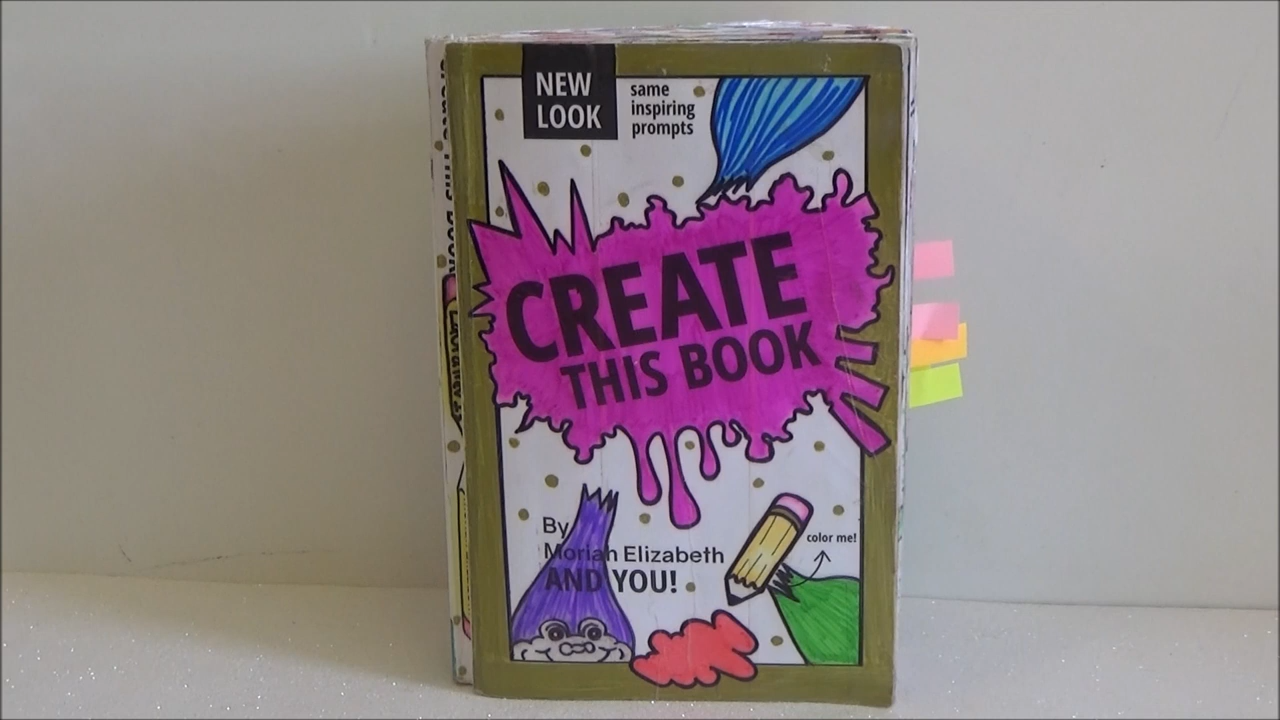 NEW
LOOK
same
inspiring
prompts
CREATE
THIS BOOK
By
Moriah Elizabeth
AND YOU!
color me!